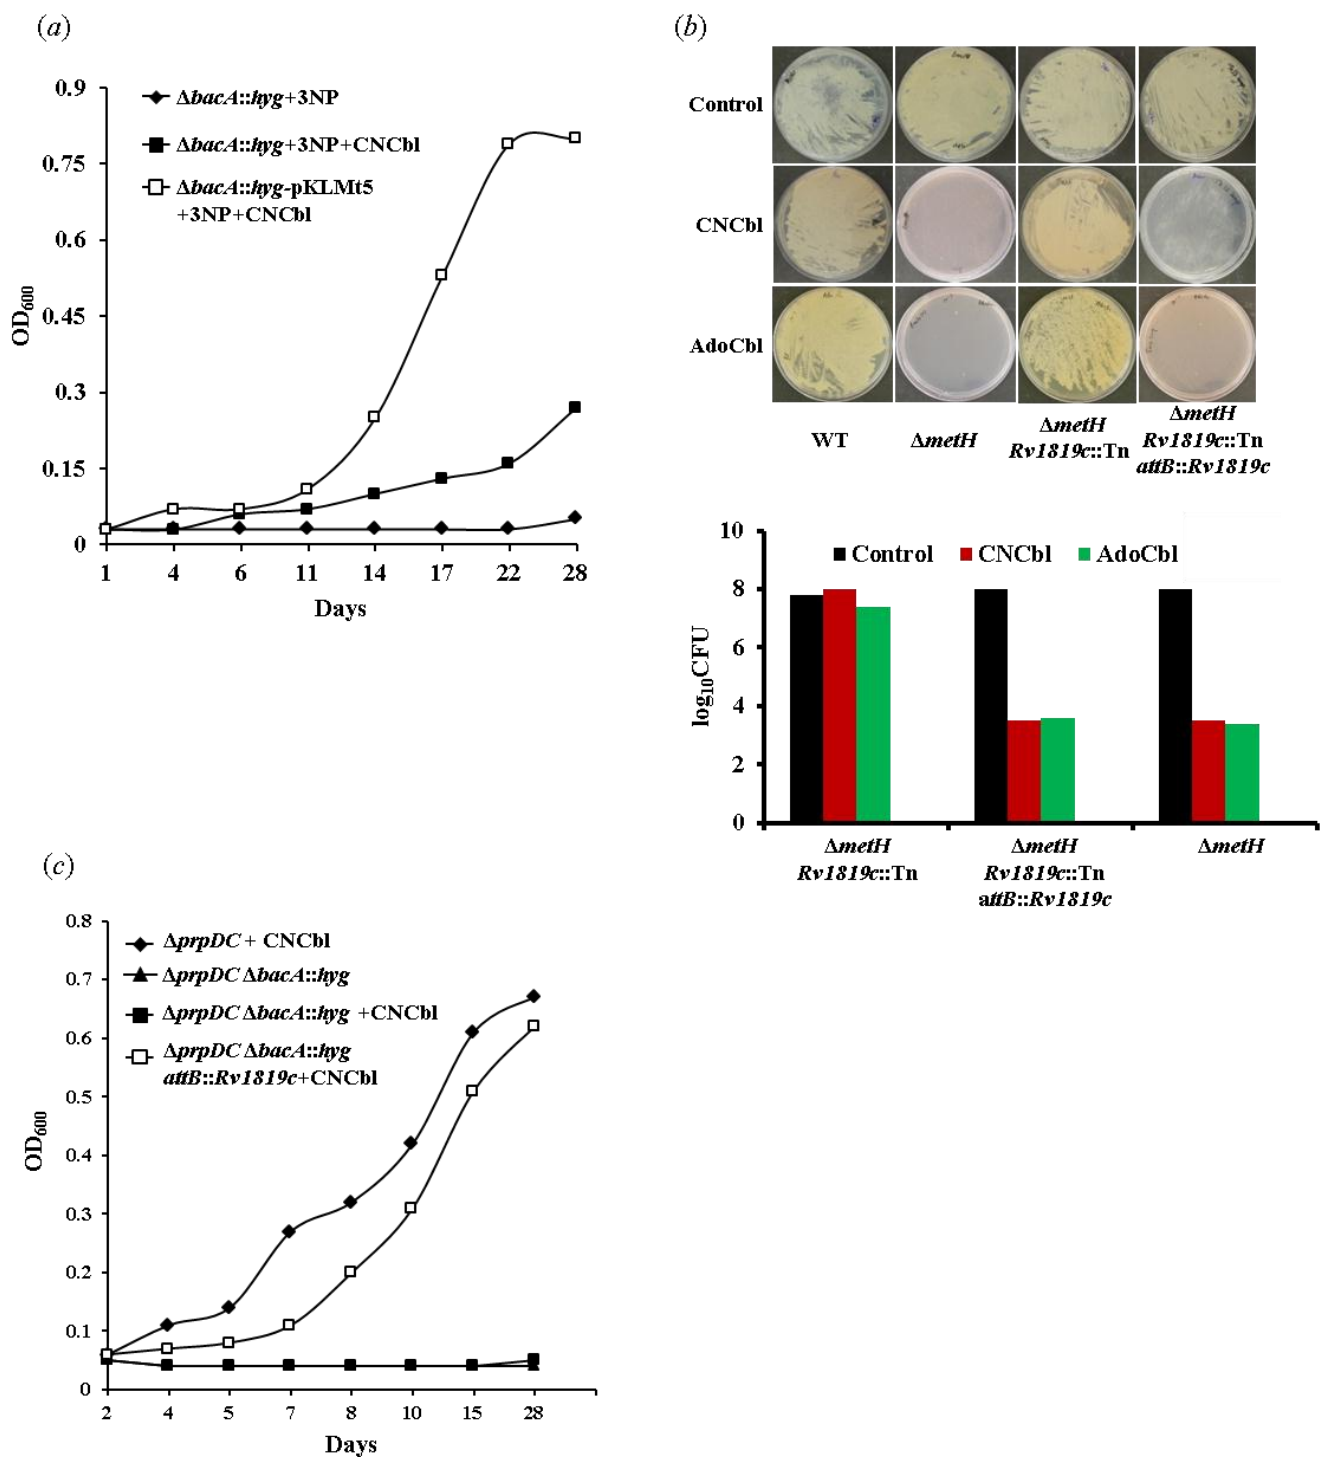 (a)
0.9
0.75
0.6
0.45
0.3
0.15
0
OD600
ΔbacA::hyg+3NP
ΔbacA::hyg+3NP+CNCbl
ΔbacA::hyg-pKLMt5
+3NP+CNCbl
1 4 6 11 14 17 22 28
Days
(b)
Control
CNCbl
AdoCbl
WT
ΔmetH
ΔmetH
Rv1819c::Tn
ΔmetH
Rv1819c::Tn
attB::Rv1819c
10
8
6
4
2
0
log10CFU
Control CNCbl AdoCbl
ΔmetH
Rv1819c::Tn
ΔmetH
Rv1819c::Tn
attB::Rv1819c
ΔmetH
(c)
0.8
0.7
0.6
0.5
0.4
0.3
0.2
0.1
0
OD600
ΔprpDC + CNCbl
ΔprpDC ΔbacA::hyg
ΔprpDC ΔbacA::hyg +CNCbl
ΔprpDC ΔbacA::hyg
attB::Rv1819c+CNCbl
2 4 5 7 8 10 15 28
Days